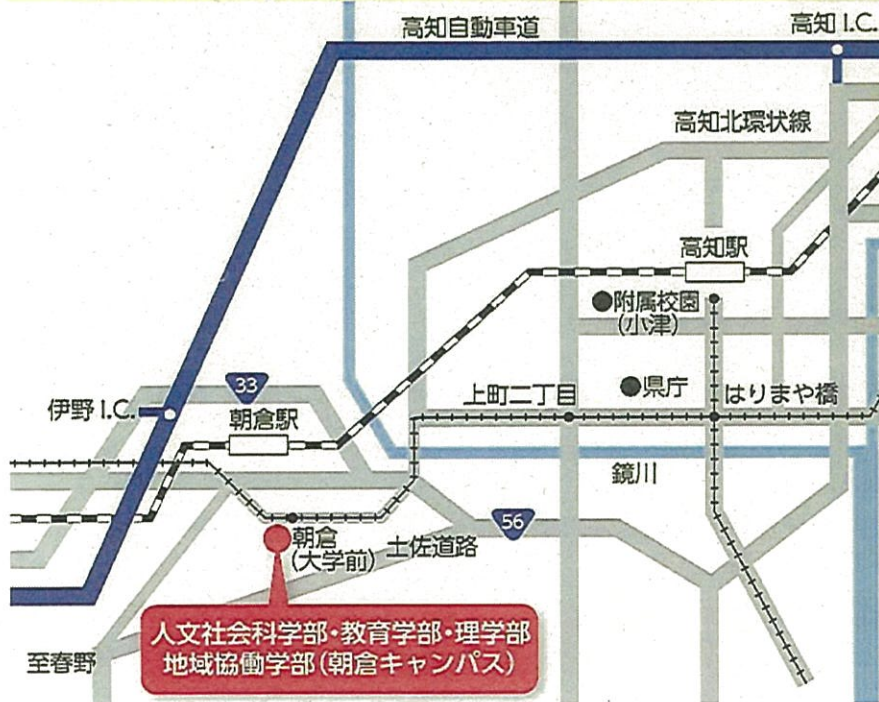 高知自動車道
高知 I.C.
高知北環状線
高知駅
附属校園
(小津)
33
伊野 I.C.
朝倉駅
上町二丁目
県庁
はりまや橋
鏡川
56
朝倉
(大学前)
土佐道路
人文社会科学部・教育学部・理学部
地域協働学部(朝倉キャンパス)
至春野